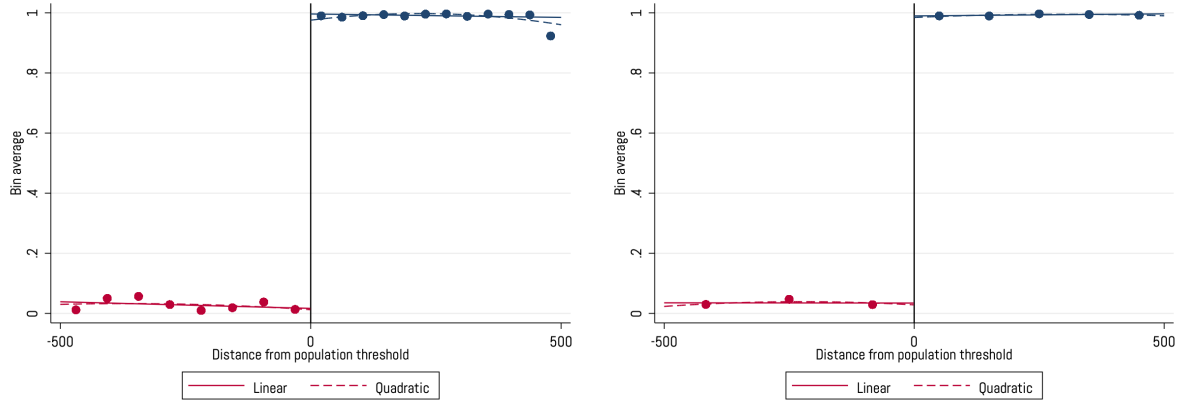 Bin average
1
.8
.6
.4
.2
0
-500
0
500
Distance from population threshold
Linear
Quadratic
Bin average
1
.8
.6
.4
.2
0
-500
0
500
Distance from population threshold
Linear
Quadratic